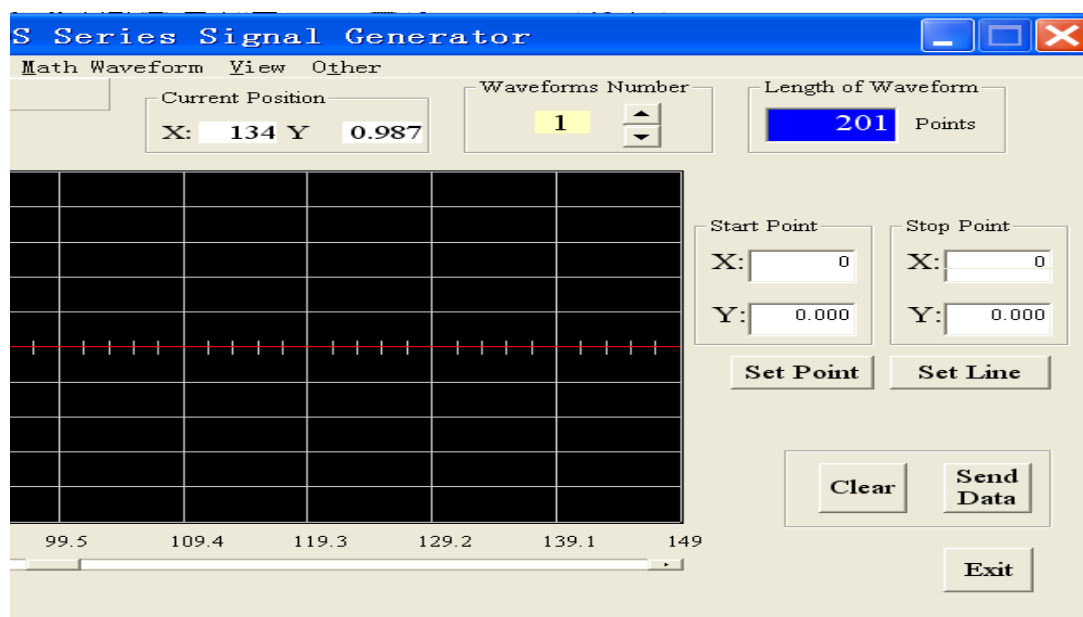 S Series Signal Generator
Math Waveform View Other
Current Position
X: 134 Y 0.987
Waveforms Number
1
Length of Waveform
201 Points
Start Point
X: 0
Y: 0.000
Stop Point
X: 0
Y: 0.000
Set Point
Set Line
Clear
Send
Data
99.5 109.4 119.3 129.2 139.1 149
Exit